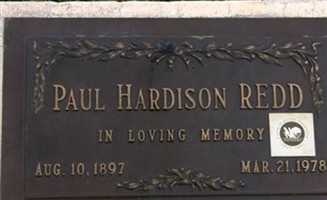 PAUL HARDISON REDD
IN LOVING MEMORY
AUG. 10, 1897 MAR. 21, 1978